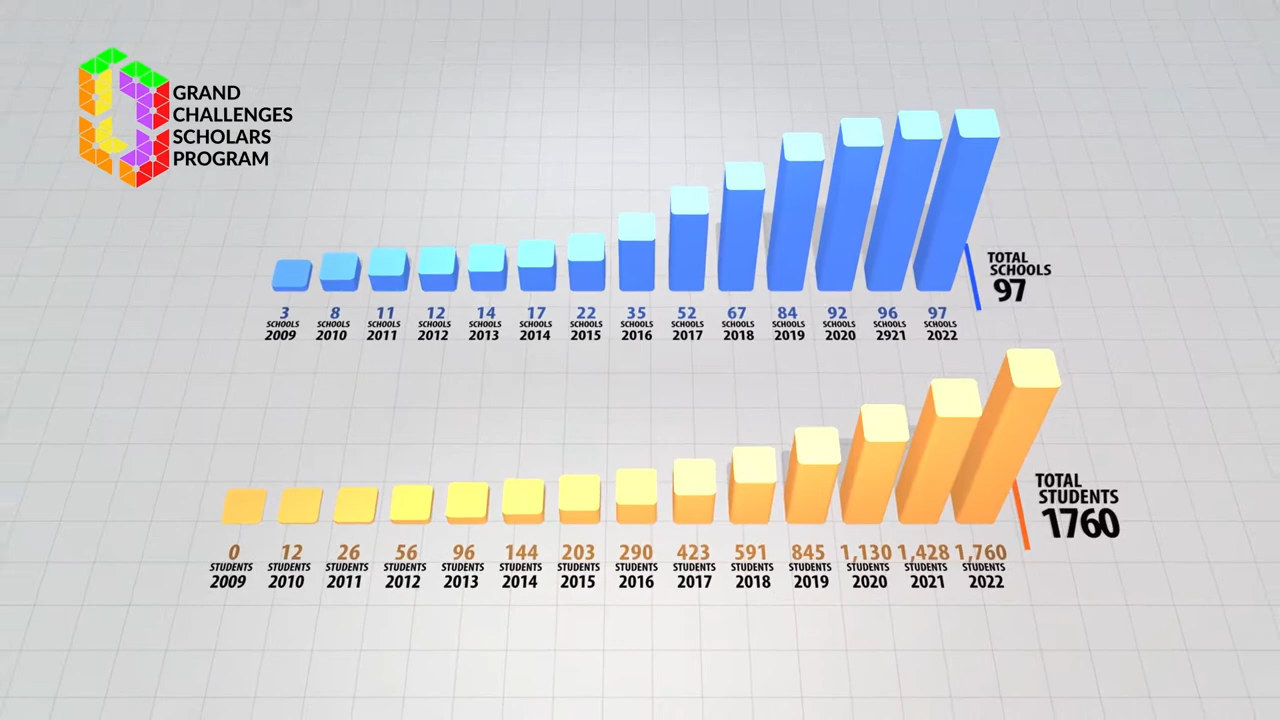 GRAND
CHALLENGES
SCHOLARS
PROGRAM
3 8 11 12 14 17 22 35 52 67 84 92 96 97
SCHOOLS SCHOOLS SCHOOLS SCHOOLS SCHOOLS SCHOOLS SCHOOLS SCHOOLS SCHOOLS SCHOOLS SCHOOLS SCHOOLS SCHOOLS SCHOOLS
2009 2010 2011 2012 2013 2014 2015 2016 2017 2018 2019 2020 2921 2022
TOTAL
SCHOOLS
97
0 12 26 56 96 144 203 290 423 591 845 1,130 1,428 1,760
STUDENTS STUDENTS STUDENTS STUDENTS STUDENTS STUDENTS STUDENTS STUDENTS STUDENTS STUDENTS STUDENTS STUDENTS STUDENTS STUDENTS
2009 2010 2011 2012 2013 2014 2015 2016 2017 2018 2019 2020 2021 2022
TOTAL
STUDENTS
1760